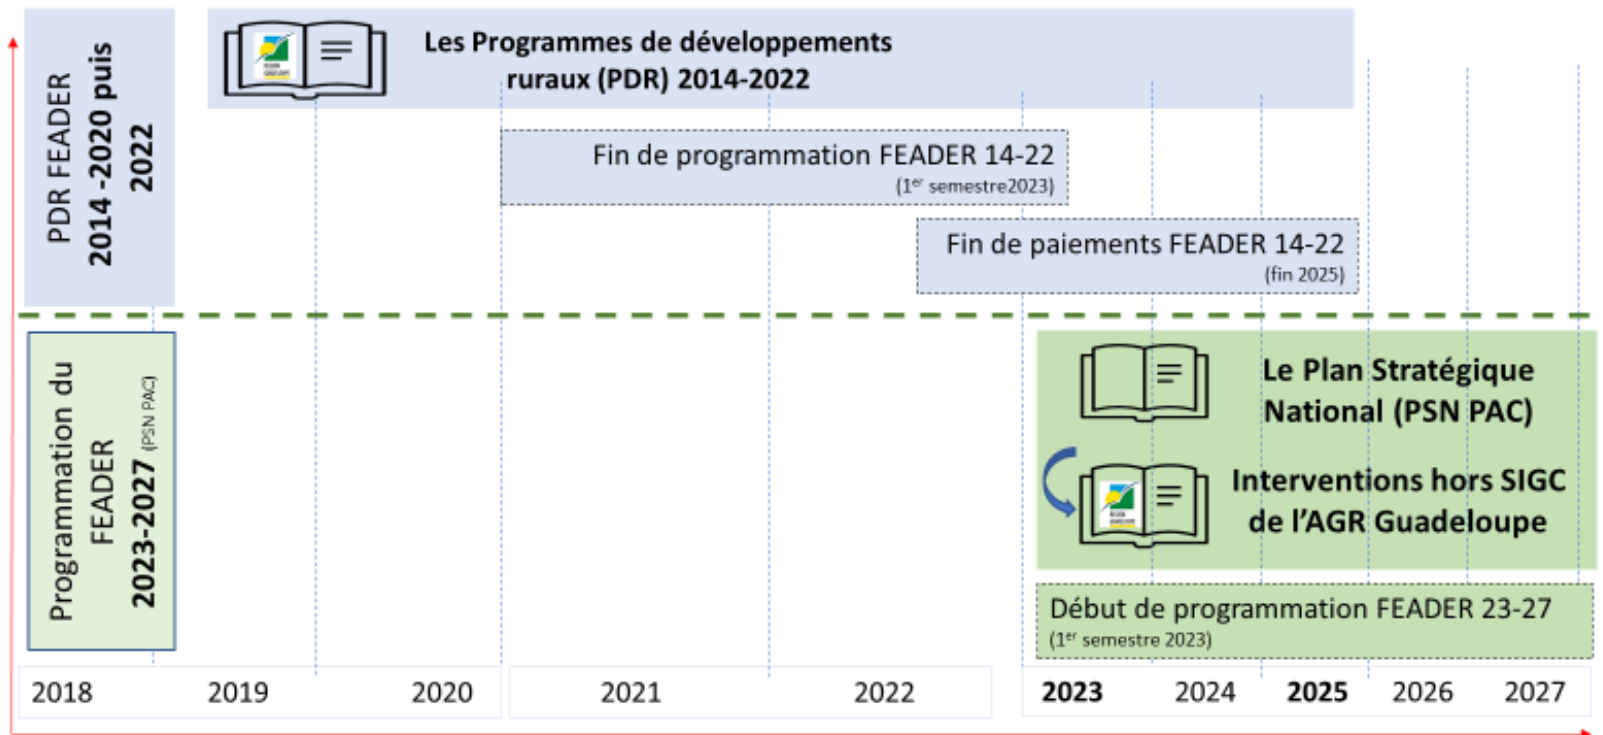 PDR FEADER
2014 -2020 puis
2022
Les Programmes de développements
ruraux (PDR) 2014-2022
Fin de programmation FEADER 14-22
(1er semestre2023)
Fin de paiements FEADER 14-22
(fin 2025)
Programmation du
FEADER
2023-2027 (PSN PAC)
Le Plan Stratégique
National (PSN PAC)
Interventions hors SIGC
de l'AGR Guadeloupe
Début de programmation FEADER 23-27
(1er semestre 2023)
2018 2019 2020 2021 2022 2023 2024 2025 2026 2027